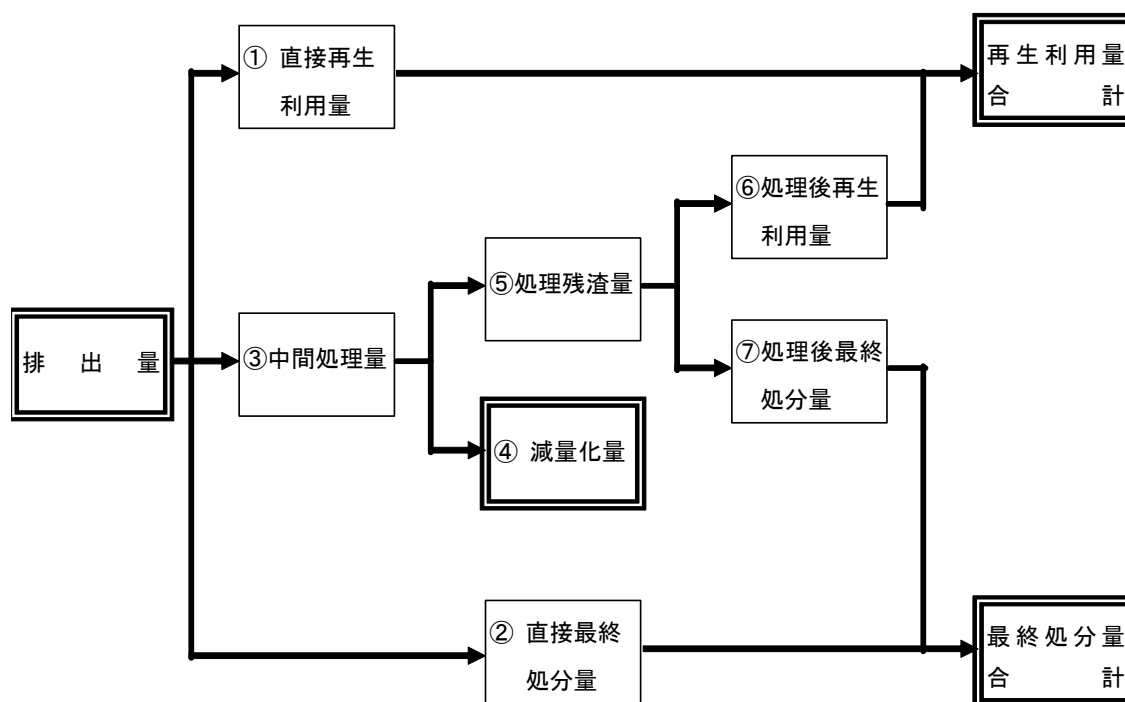 ① 直接再生
利用量
再生利用量
合計
⑥処理後再生
利用量
⑤処理残渣量
排出量
③中間処理量
⑦処理後最終
処分量
④ 減量化量
② 直接最終
処分量
最終処分量
合計